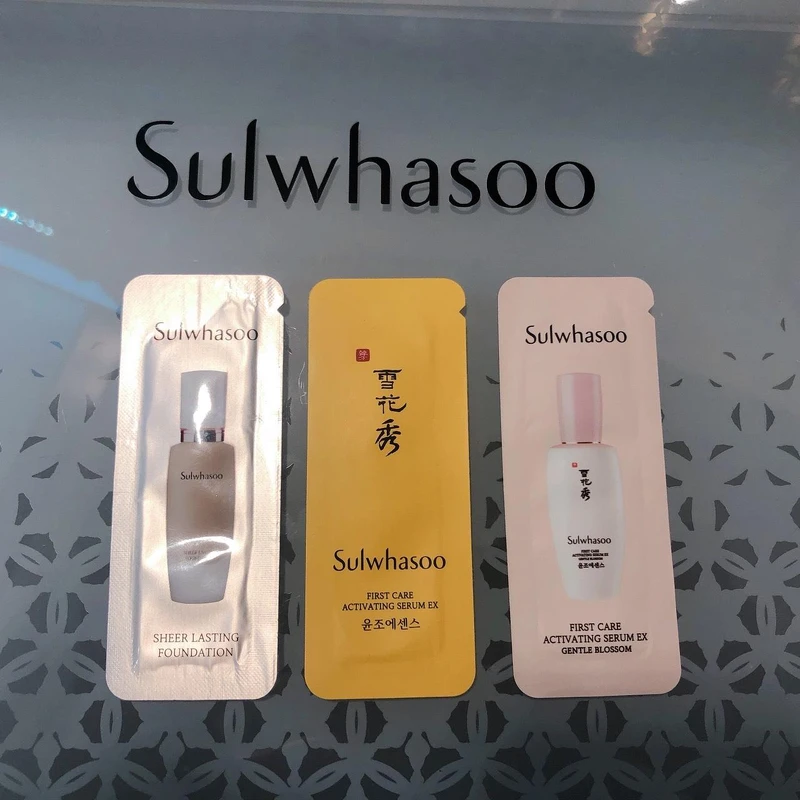 Sulwhasoo
Sulwhasoo
Sulwhasoo
SHEER LASTING
FOUNDATION
雪
花
秀
Sulwhasoo
FIRST CARE
ACTIVATING SERUM EX
윤조에센스
Sulwhasoo
雪
花
秀
Sulwhasoo
FIRST CARE
ACTIVATING SERUM EX
GENTLE BLOSSOM
윤조에센스
FIRST CARE
ACTIVATING SERUM EX
GENTLE BLOSSOM